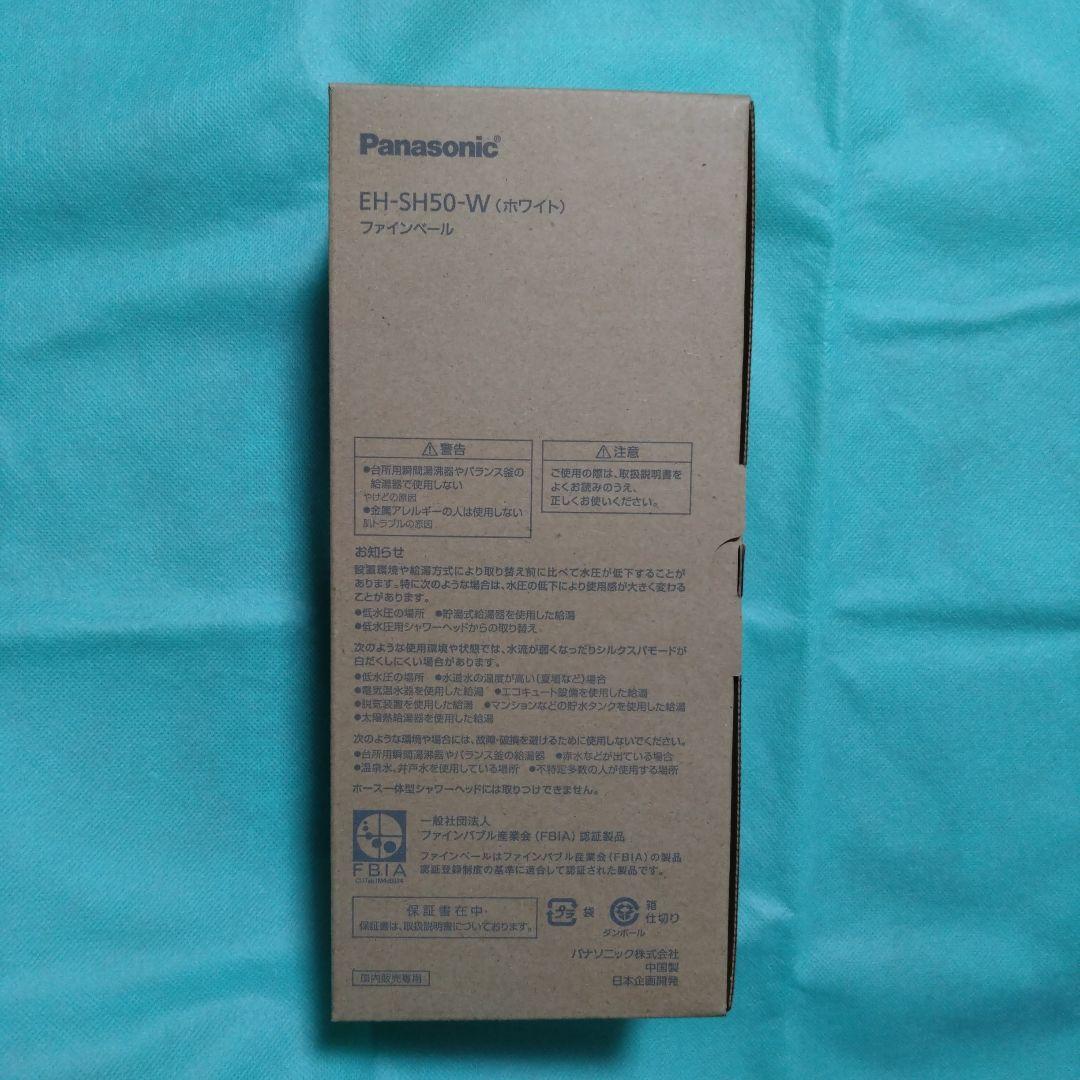 Panasonic®
EH-SH50-W（ホワイト）
ファインベール
⚠警告
●台所用瞬間湯沸器やバランス釜の
給湯器で使用しない
やけどの原因
●金属アレルギーの人は使用しない
肌トラブルの原因
⚠注意
ご使用の際は、取扱説明書を
よくお読みのうえ、
正しくお使いください。
お知らせ
設置環境や給湯方式により取り替え前に比べて水圧が低下することが
あります。特に次のような場合は、水圧の低下により使用感が大きく変わる
ことがあります。
●低水圧の場所 ●貯湯式給湯器を使用した給湯
●低水圧用シャワーヘッドからの取り替え
次のような使用環境や状態では、水流が弱くなったりシルクスパモードが
白だくしにくい場合があります。
●低水圧の場所 ●水道水の温度が高い（夏場など）場合
●電気温水器を使用した給湯 ●エコキュート設備を使用した給湯
●脱気装置を使用した給湯 ●マンションなどの貯水タンクを使用した給湯
●太陽熱給湯器を使用した給湯
次のような環境や場合には、故障・破損を避けるために使用しないでください。
●台所用瞬間湯沸器やバランス釜の給湯器 ●赤水などが出ている場合
●温泉水、井戸水を使用している場所 ●不特定多数の人が使用する場所
ホース一体型シャワーヘッドには取りつけできません。
FBIA
一般社団法人
ファインバブル産業会（FBIA）認証製品
ファインベールはファインバブル産業会（FBIA）の製品
認証登録制度の基準に適合して認証された製品です。
保証書在中
保証書は、取扱説明書についております。
プラ 袋
ダンボール
箱
仕切り
パナソニック株式会社
中国製
日本企画開発
国内販売専用